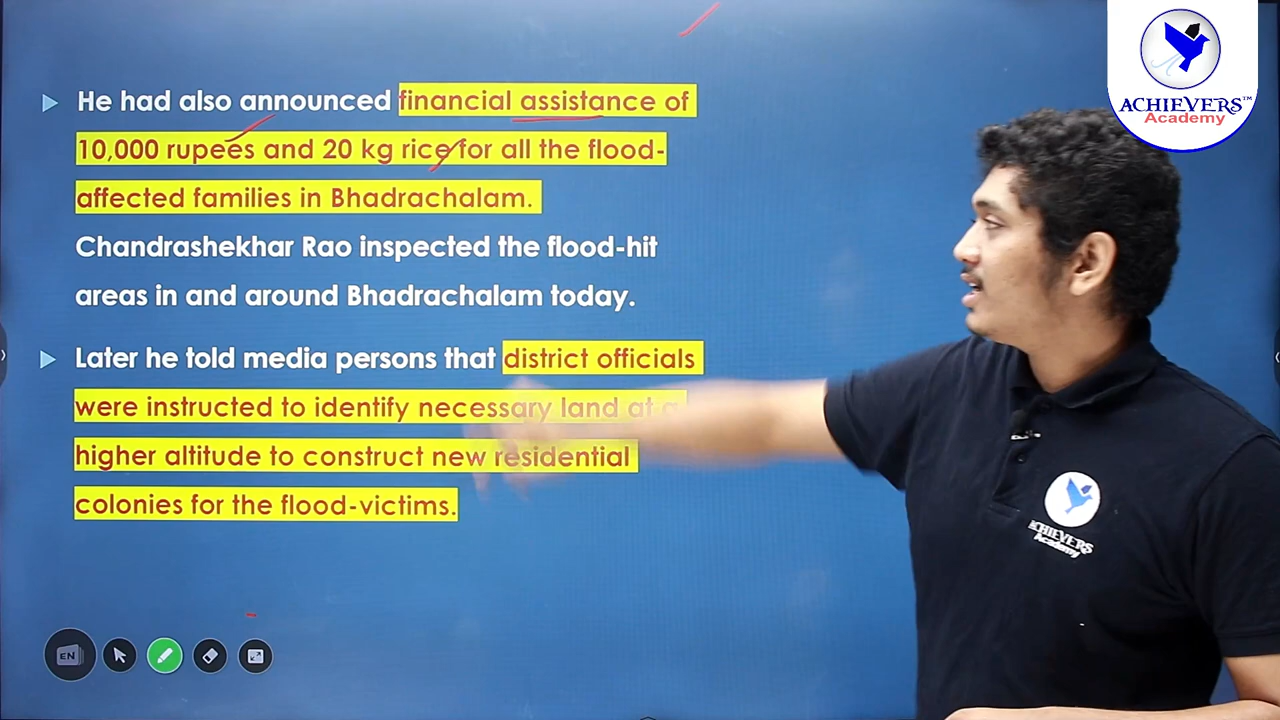 ACHIEVERS™
Academy
He had also announced financial assistance of
10,000 rupees and 20 kg rice for all the flood-
affected families in Bhadrachalam.
Chandrashekhar Rao inspected the flood-hit
areas in and around Bhadrachalam today.
Later he told media persons that district officials
were instructed to identify necessary land at a
higher altitude to construct new residential
colonies for the flood-victims.
ACHIEVERS
Academy
EN